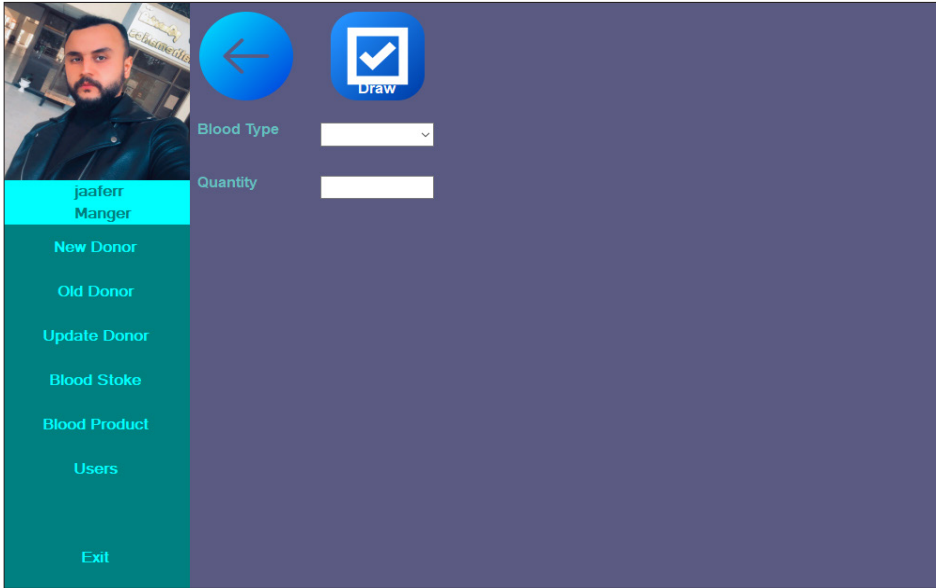 Draw
Blood Type
Quantity
jaaferr
Manger
New Donor
Old Donor
Update Donor
Blood Stoke
Blood Product
Users
Exit